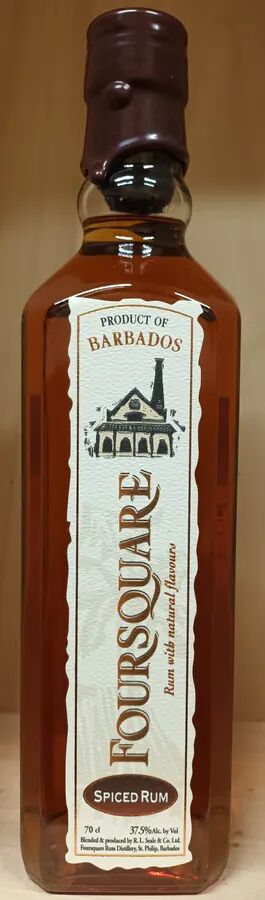 PRODUCT OF
BARBADOS
FOURSQUARE
Rum with natural flavours
SPICED RUM
70 cl 37.5% Alc. by Vol
Blended & produced by R. L. Seale & Co. Ltd.
Foursquare Rum Distillery, St. Philip, Barbados